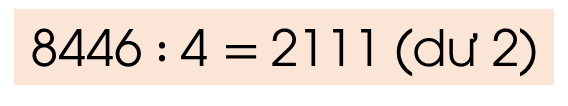 8446 : 4 = 2111 (dư 2)